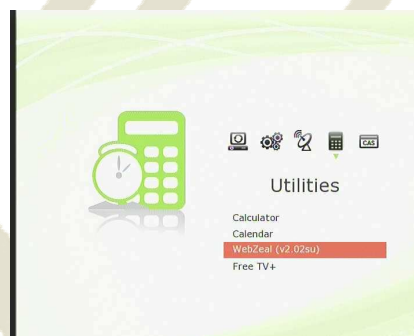 CAS
Utilities
Calculator
Calendar
WebZeal (v2.02su)
Free TV+